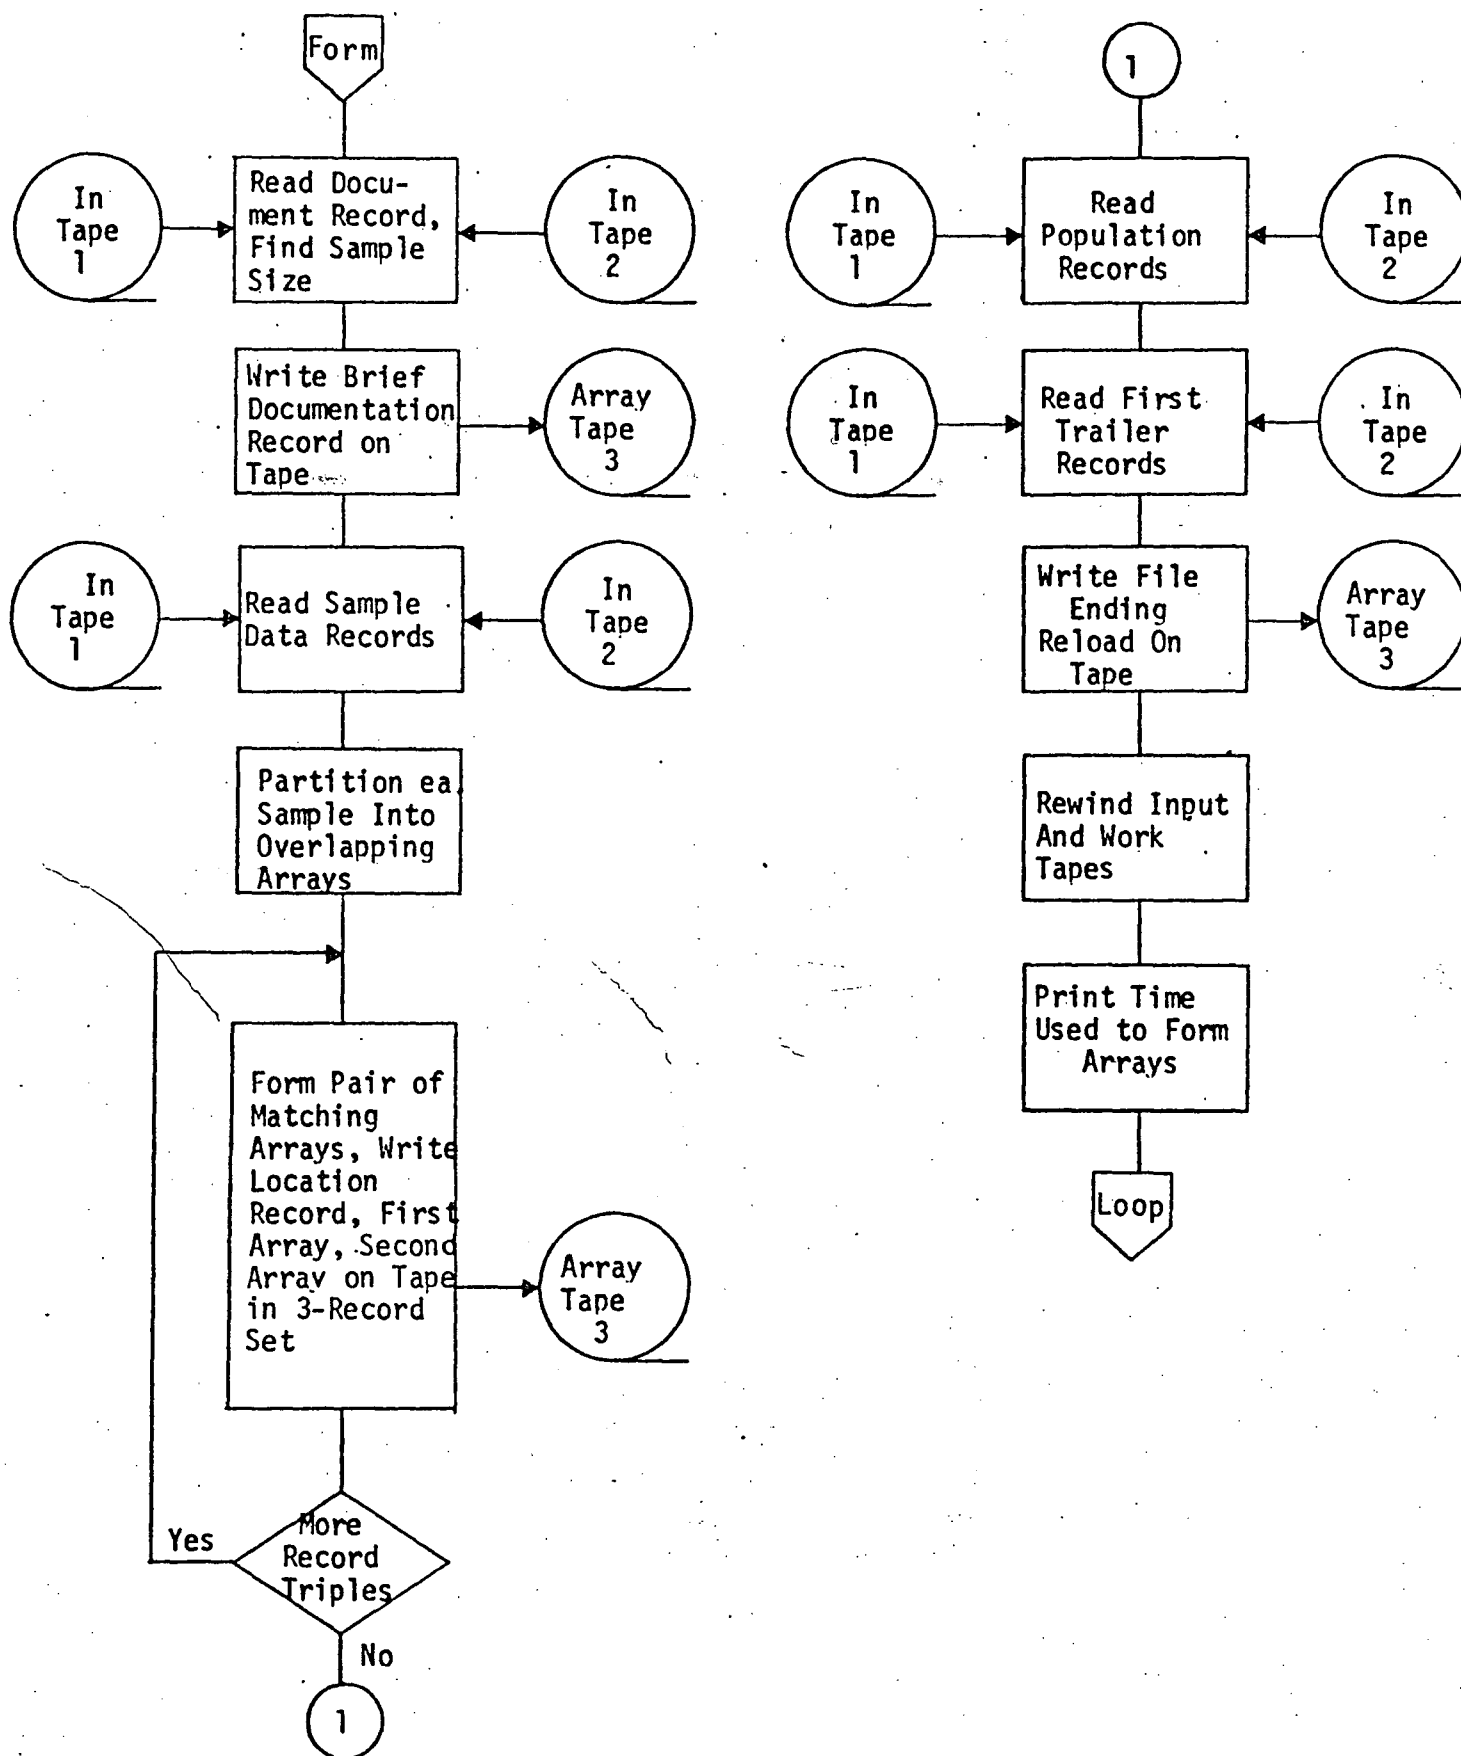 Form
In
Tape
1
Read Docu-
ment Record,
Find Sample
Size
In
Tape
2
Write Brief
Documentation
Record on
Tape
Array
Tape
3
In
Tape
1
Read Sample
Data Records
In
Tape
2
Partition ea.
Sample Into
Overlapping
Arrays
Form Pair of
Matching
Arrays, Write
Location
Record, First
Array, Second
Array on Tape
in 3-Record
Set
Array
Tape
3
More
Record
Triples
Yes
No
1
1
In
Tape
1
Read
Population
Records
In
Tape
2
In
Tape
1
Read First
Trailer
Records
In
Tape
2
Write File
Ending
Reload On
Tape
Array
Tape
3
Rewind Input
And Work
Tapes
Print Time
Used to Form
Arrays
Loop